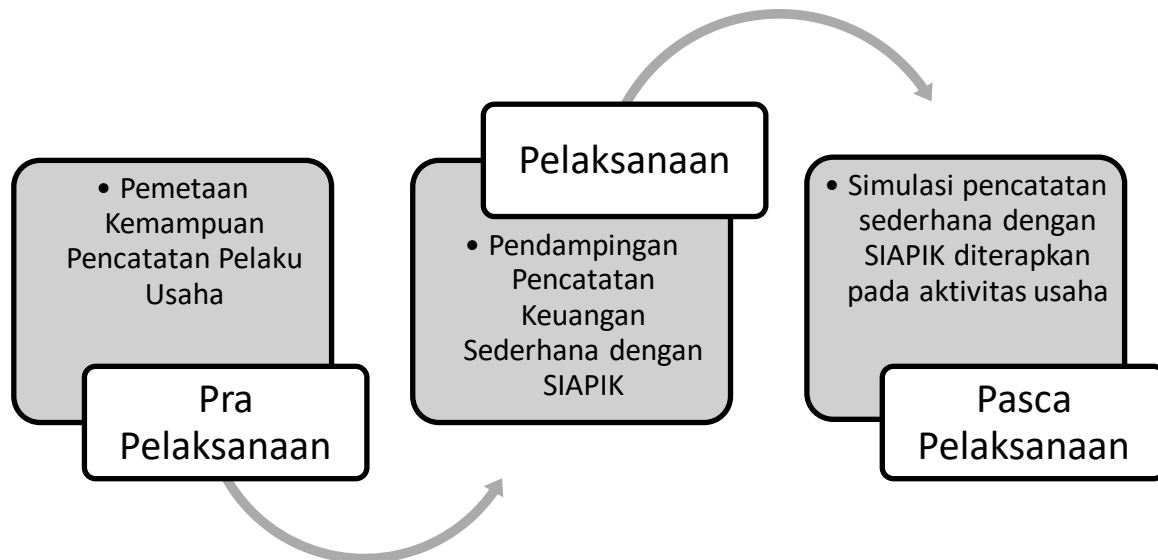 • Pemetaan
Kemampuan
Pencatatan Pelaku
Usaha
Pra
Pelaksanaan
Pelaksanaan
• Pendampingan
Pencatatan
Keuangan
Sederhana dengan
SIAPIK
• Simulasi pencatatan
sederhana dengan
SIAPIK diterapkan
pada aktivitas usaha
Pasca
Pelaksanaan